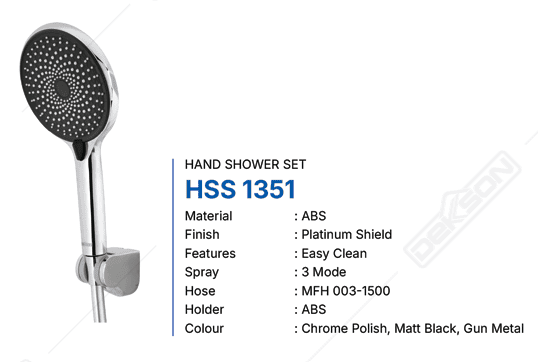 HAND SHOWER SET
HSS 1351
Material : ABS
Finish : Platinum Shield
Features : Easy Clean
Spray : 3 Mode
Hose : MFH 003-1500
Holder : ABS
Colour : Chrome Polish, Matt Black, Gun Metal
DEKSON